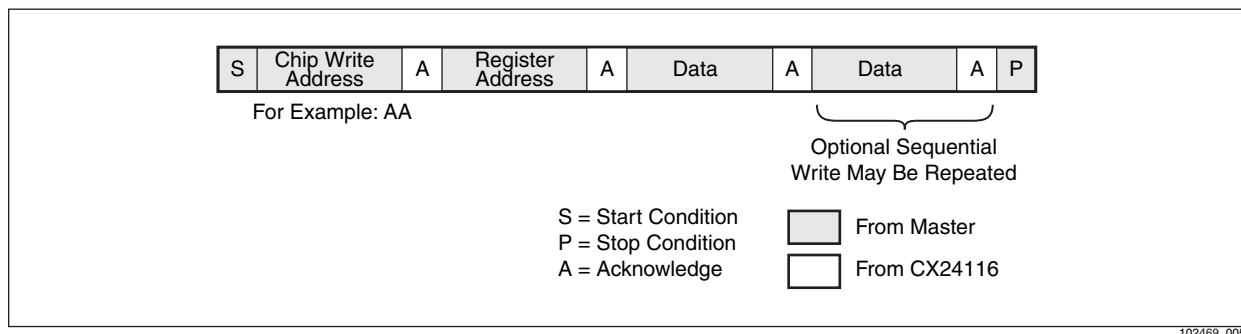 S Chip Write Address A Register Address A Data A Data A P
For Example: AA
Optional Sequential
Write May Be Repeated
S = Start Condition
P = Stop Condition
A = Acknowledge
From Master
From CX24116